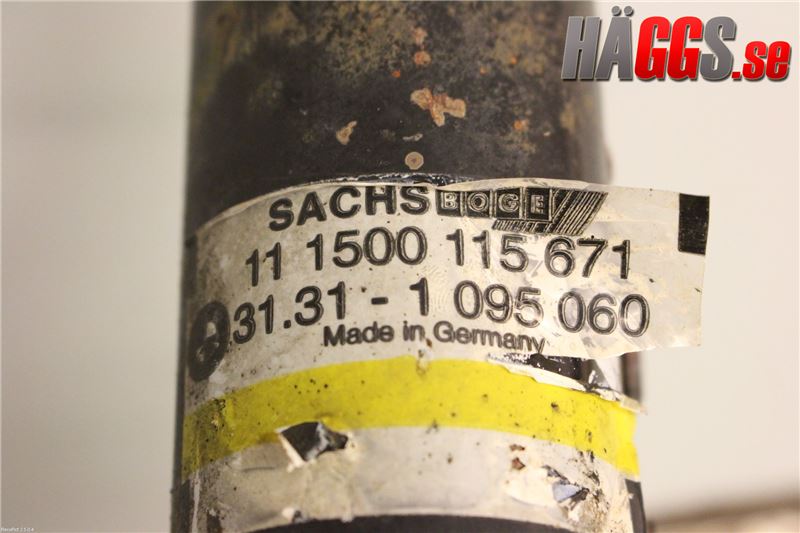 HÄGGS.se
SACHS BOGE
11 1500 115 671
31.31 - 1 095 060
Made in Germany